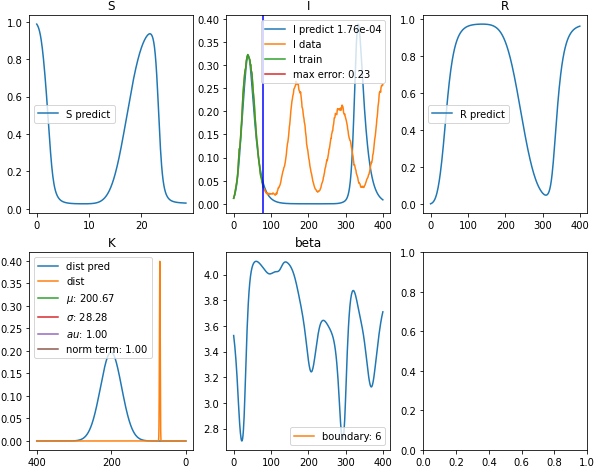 S
I
R
1.0
0.8
0.6
0.4
0.2
0.0
S predict
0 10 20
0.40
0.35
0.30
0.25
0.20
0.15
0.10
0.05
0.00
I predict 1.76e-04
I data
I train
max error: 0.23
0 100 200 300 400
1.0
0.8
0.6
0.4
0.2
0.0
R predict
0 100 200 300 400
K
beta
0.40
0.35
0.30
0.25
0.20
0.15
0.10
0.05
0.00
dist pred
dist
μ: 200.67
σ: 28.28
au: 1.00
norm term: 1.00
400 200 0
4.0
3.8
3.6
3.4
3.2
3.0
2.8
boundary: 6
0 100 200 300 400
1.0
0.8
0.6
0.4
0.2
0.0
0.0 0.2 0.4 0.6 0.8 1.0